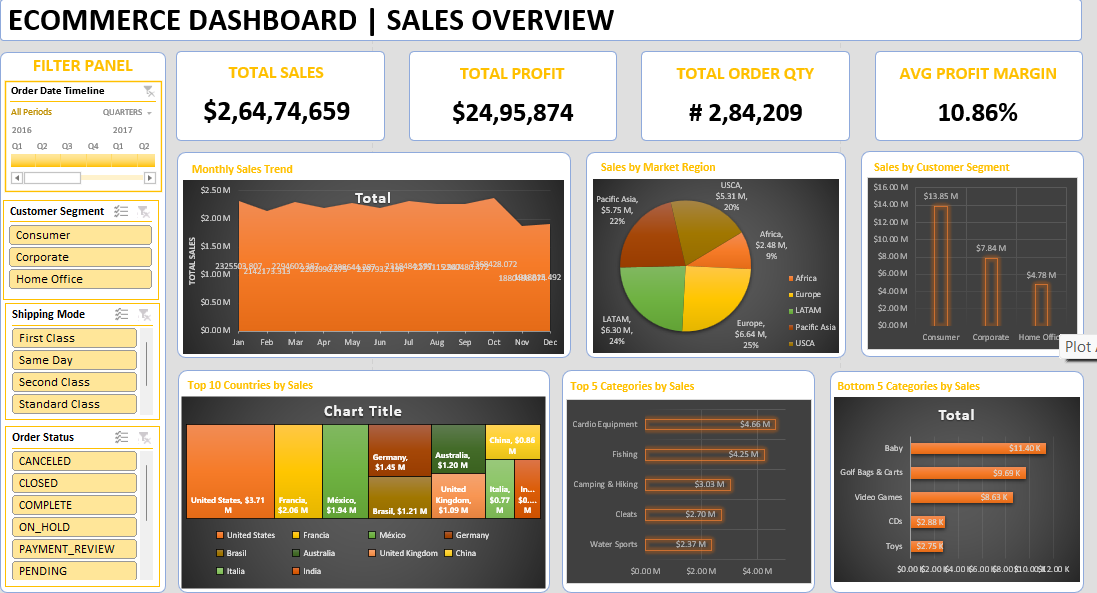 ECOMMERCE DASHBOARD | SALES OVERVIEW
FILTER PANEL
Order Date Timeline
All Periods QUARTERS
2016 2017
Q1 Q2 Q3 Q4 Q1 Q2
Customer Segment
Consumer
Corporate
Home Office
Shipping Mode
First Class
Same Day
Second Class
Standard Class
Order Status
CANCELED
CLOSED
COMPLETE
ON_HOLD
PAYMENT_REVIEW
PENDING
TOTAL SALES
$2,64,74,659
TOTAL PROFIT
$24,95,874
TOTAL ORDER QTY
# 2,84,209
AVG PROFIT MARGIN
10.86%
Monthly Sales Trend
Total
TOTAL SALES
$2.50 M
$2.00 M
$1.50 M
$1.00 M
$0.50 M
$0.00 M
2325503.807
2142173.313
2368428.072
Jan Feb Mar Apr May Jun Jul Aug Sep Oct Nov Dec
Sales by Market Region
USCA,
$5.31 M,
20%
Pacific Asia,
$5.75 M,
22%
Africa,
$2.48 M,
9%
LATAM,
$6.30 M,
24%
Europe,
$6.64 M,
25%
Africa
Europe
LATAM
Pacific Asia
USCA
Sales by Customer Segment
$16.00 M
$14.00 M
$12.00 M
$10.00 M
$8.00 M
$6.00 M
$4.00 M
$2.00 M
$0.00 M
$13.85 M
$7.84 M
$4.78 M
Consumer Corporate Home Offic
Plot
Top 10 Countries by Sales
Chart Title
United States, $3.71
M
Francia,
$2.06 M
México,
$1.94 M
Germany,
$1.45 M
Brasil, $1.21 M
Australia,
$1.20 M
United
Kingdom,
$1.09 M
China, $0.86
M
Italia,
$0.77
M
In...
$0....
M
United States Francia México Germany
Brasil Australia United Kingdom China
Italia India
Top 5 Categories by Sales
Cardio Equipment $4.66 M
Fishing $4.25 M
Camping & Hiking $3.03 M
Cleats $2.70 M
Water Sports $2.37 M
$0.00 M $2.00 M $4.00 M
Bottom 5 Categories by Sales
Total
Baby $11.40 K
Golf Bags & Carts $9.69 K
Video Games $8.63 K
CDs $2.88 K
Toys $2.75 K
$0.00 K $2.00 K $4.00 K $6.00 K $8.00 K $10.00 K $12.00 K